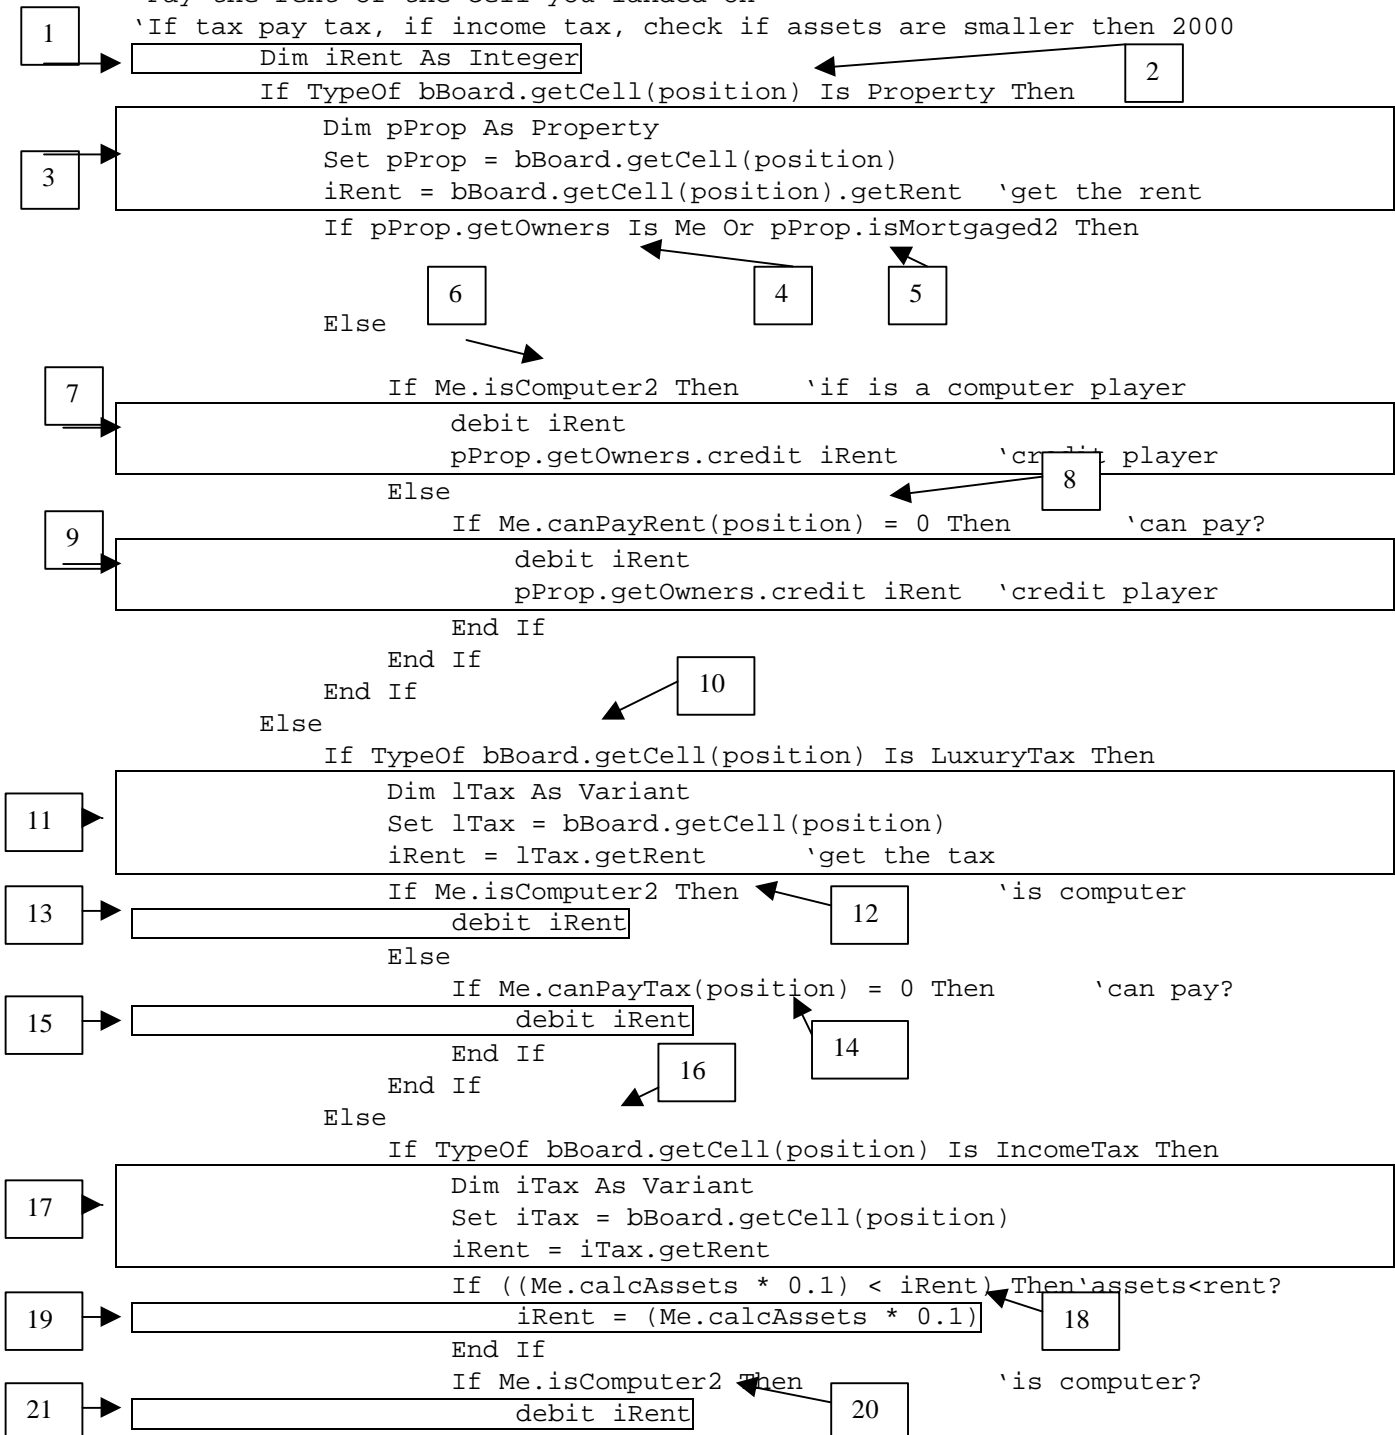 1
‘If tax pay tax, if income tax, check if assets are smaller then 2000
Dim iRent As Integer
2
If TypeOf bBoard.getCell(position) Is Property Then
Dim pProp As Property
Set pProp = bBoard.getCell(position)
3
iRent = bBoard.getCell(position).getRent ‘get the rent
If pProp.getOwners Is Me Or pProp.isMortgaged2 Then
6
4
5
Else
7
If Me.isComputer2 Then ‘if is a computer player
debit iRent
pProp.getOwners.credit iRent ‘credit player
8
Else
If Me.canPayRent(position) = 0 Then ‘can pay?
9
debit iRent
pProp.getOwners.credit iRent ‘credit player
End If
End If
10
End If
Else
If TypeOf bBoard.getCell(position) Is LuxuryTax Then
Dim lTax As Variant
11
Set lTax = bBoard.getCell(position)
iRent = lTax.getRent ‘get the tax
If Me.isComputer2 Then ‘is computer
13
12
debit iRent
Else
If Me.canPayTax(position) = 0 Then ‘can pay?
15
debit iRent
14
End If
16
End If
Else
If TypeOf bBoard.getCell(position) Is IncomeTax Then
Dim iTax As Variant
17
Set iTax = bBoard.getCell(position)
iRent = iTax.getRent
If ((Me.calcAssets * 0.1) < iRent) Then‘assets<rent?
19
iRent = (Me.calcAssets * 0.1)
18
End If
If Me.isComputer2 Then ‘is computer?
21
debit iRent
20